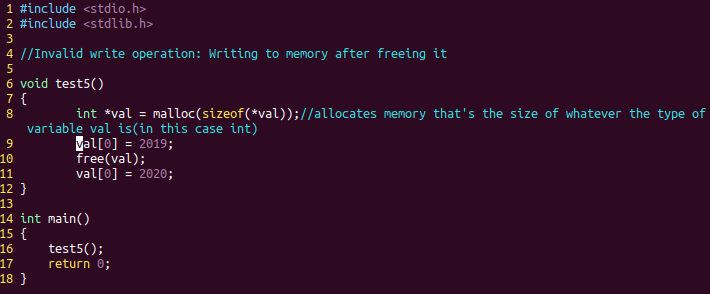 1 #include <stdio.h>
2 #include <stdlib.h>
3
4 //Invalid write operation: Writing to memory after freeing it
5
6 void test5()
7 {
8         int *val = malloc(sizeof(*val));//allocates memory that's the size of whatever the type of
variable val is(in this case int)
9         val[0] = 2019;
10         free(val);
11         val[0] = 2020;
12 }
13
14 int main()
15 {
16     test5();
17     return 0;
18 }